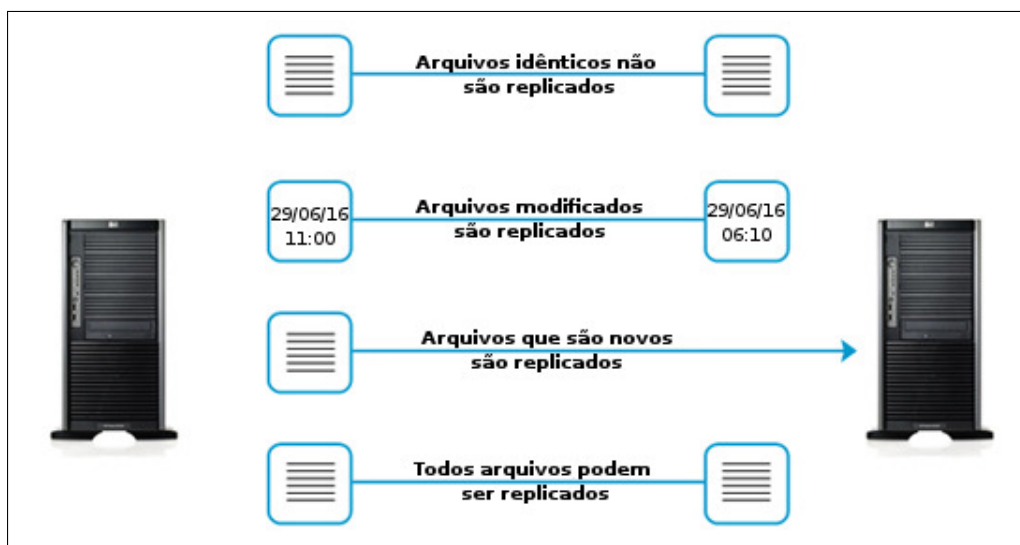 Arquivos idênticos não
são replicados
29/06/16
11:00
Arquivos modificados
são replicados
29/06/16
06:10
Arquivos que são novos
são replicados
Todos arquivos podem
ser replicados